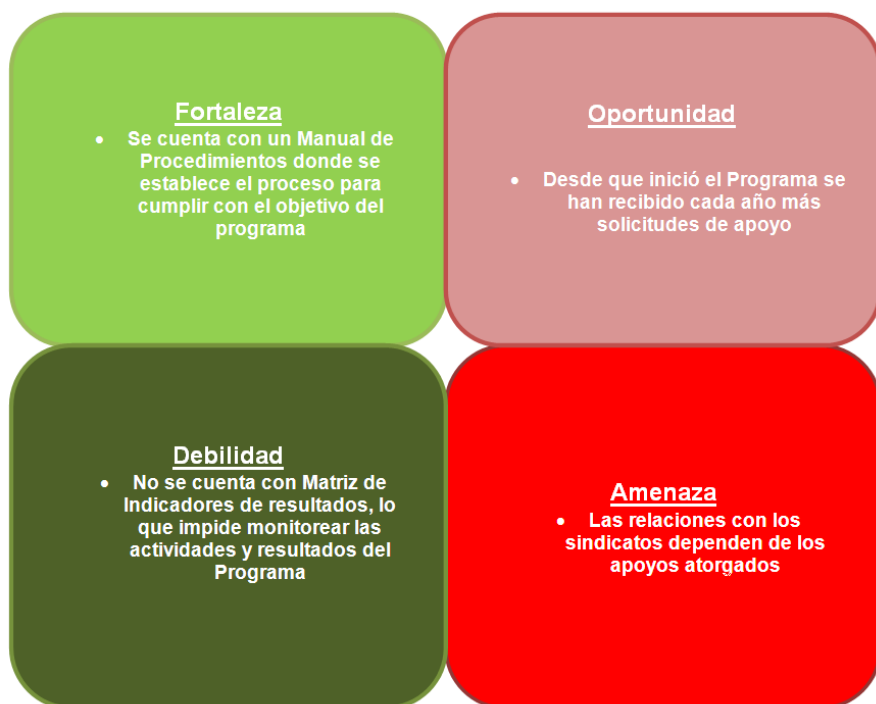 Fortaleza
• Se cuenta con un Manual de
Procedimientos donde se
establece el proceso para
cumplir con el objetivo del
programa
Oportunidad
• Desde que inició el Programa se
han recibido cada año más
solicitudes de apoyo
Debilidad
• No se cuenta con Matriz de
Indicadores de resultados, lo
que impide monitorear las
actividades y resultados del
Programa
Amenaza
• Las relaciones con los
sindicatos dependen de los
apoyos atorgados